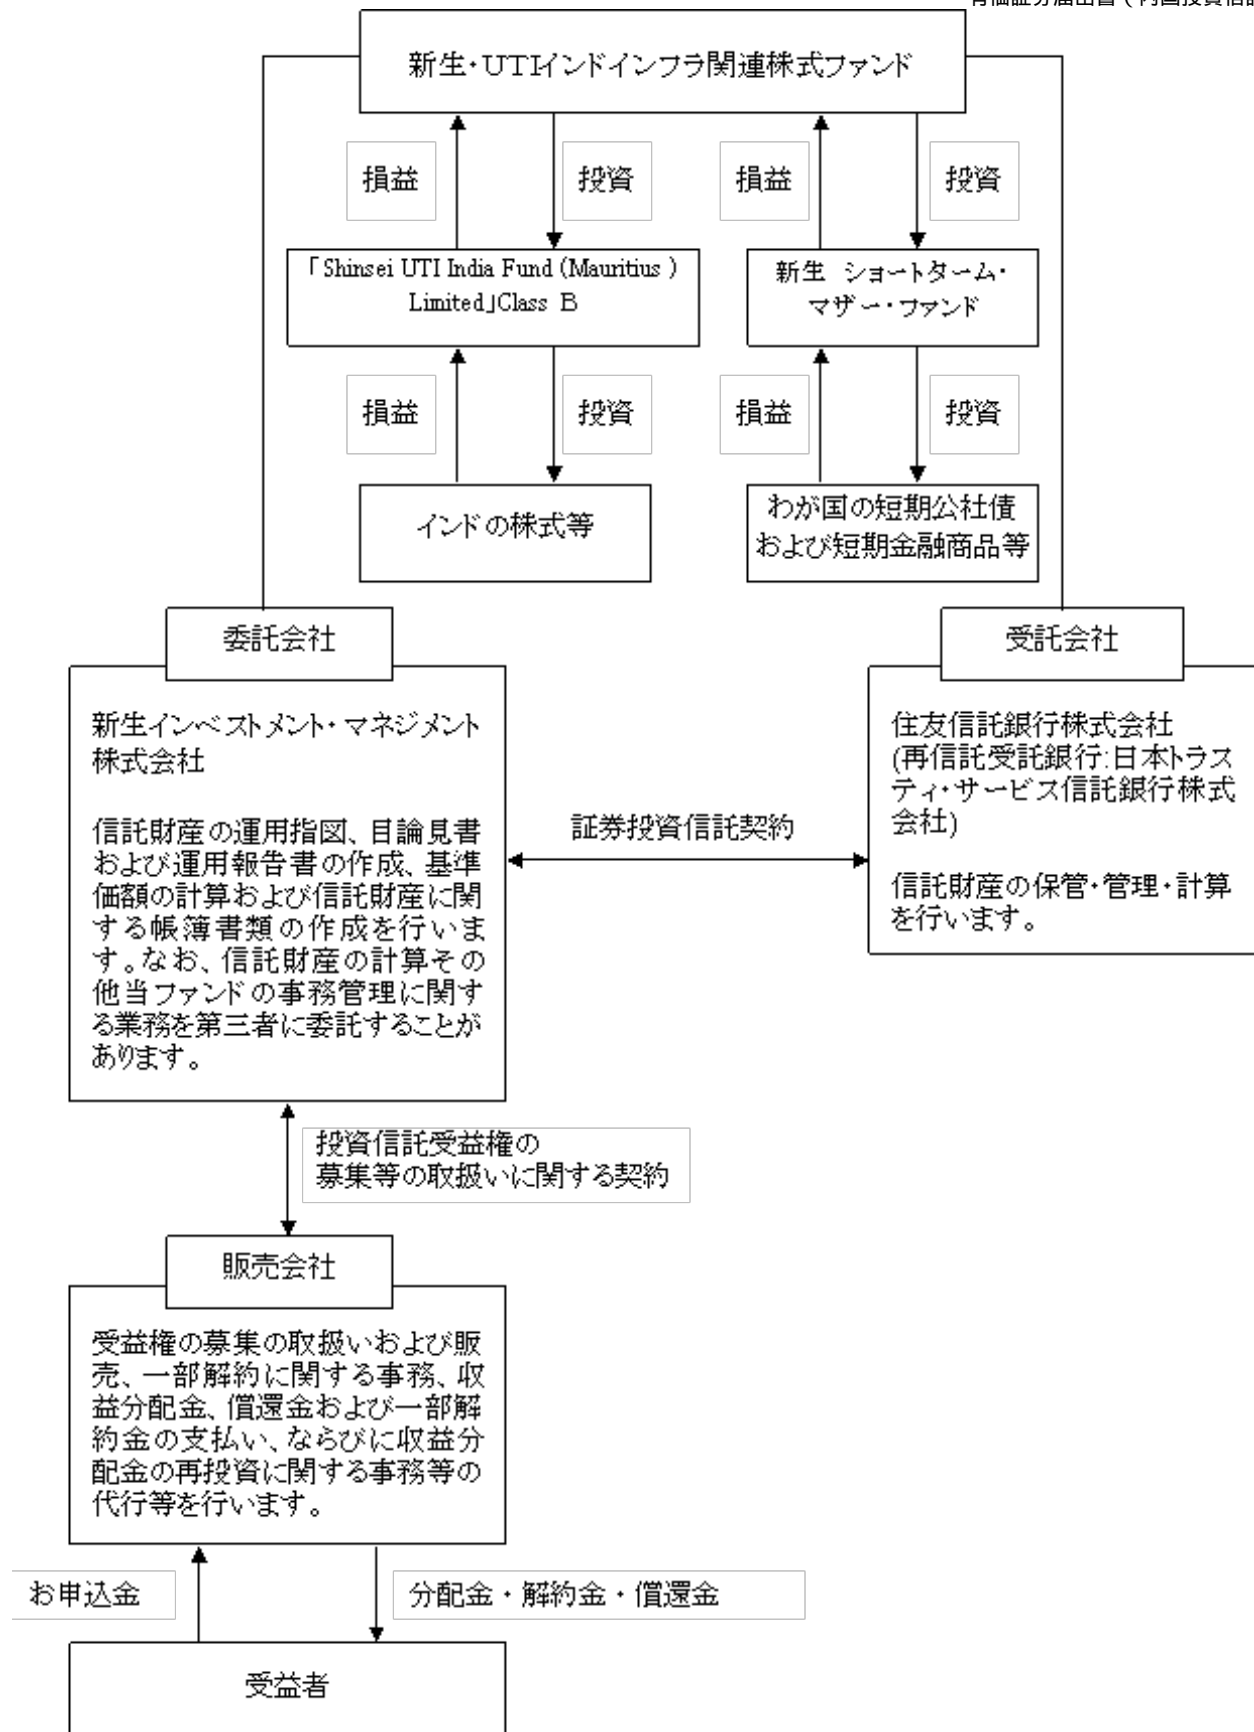 新生・UTIインドインフラ関連株式ファンド
損益
投資
損益
投資
「Shinsei UTI India Fund (Mauritius )
Limited」Class B
新生 ショートターム・
マザー・ファンド
損益
投資
損益
投資
インドの株式等
わが国の短期公社債
および短期金融商品等
委託会社
受託会社
新生インベストメント・マネジメント
株式会社
信託財産の運用指図、目論見書
および運用報告書の作成、基準
価額の計算および信託財産に関
する帳簿書類の作成を行いま
す。なお、信託財産の計算その
他当ファンドの事務管理に関す
る業務を第三者に委託することが
あります。
証券投資信託契約
住友信託銀行株式会社
(再信託受託銀行:日本トラス
ティ・サービス信託銀行株式
会社)
信託財産の保管・管理・計算
を行います。
投資信託受益権の
募集等の取扱いに関する契約
販売会社
受益権の募集の取扱いおよび販
売、一部解約に関する事務、収
益分配金、償還金および一部解
約金の支払い、ならびに収益分
配金の再投資に関する事務等の
代行等を行います。
お申込金
分配金・解約金・償還金
受益者